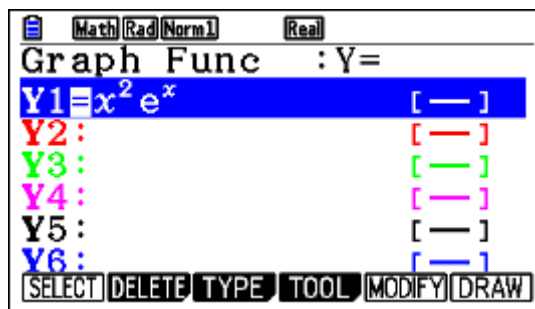 Math Rad Norm1 Real
Graph Func :Y=
Y1=x²eˣ [—]
Y2: [—]
Y3: [—]
Y4: [—]
Y5: [—]
Y6: [—]
SELECT DELETE TYPE TOOL MODIFY DRAW